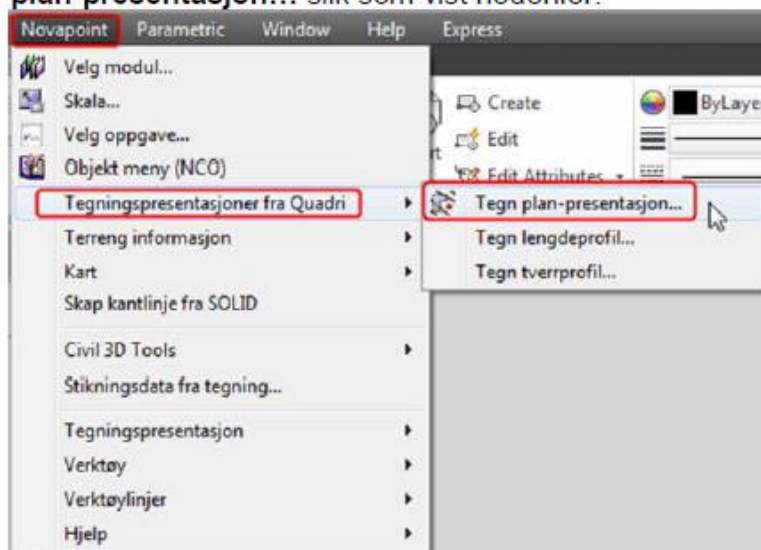 plan-presentasjon... slik som vist nedenfor.
Novapoint Parametric Window Help Express
Velg modul...
Skala...
Velg oppgave...
Objekt meny (NCO)
Tegningspresentasjoner fra Quadri
Terreng informasjon
Kart
Skap kantlinje fra SOLID
Civil 3D Tools
Stikningsdata fra tegning...
Tegningspresentasjon
Verktøy
Verktøylinjer
Hjelp
Create
Edit
Edit Attributes
ByLaye
Tegn plan-presentasjon...
Tegn lengdeprofil...
Tegn tverrprofil...